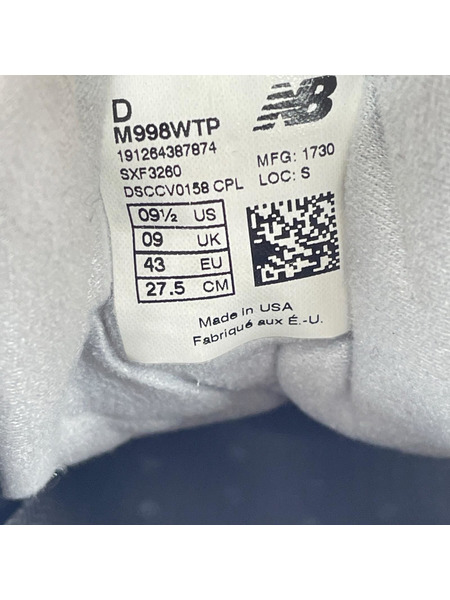 D
M998WTP
191264387874
SXF3260
DSCCV0158 CPL
NB
MFG: 1730
LOC: S
09½ US
09 UK
43 EU
27.5 CM
Made in USA
Fabriqué aux É.-U.